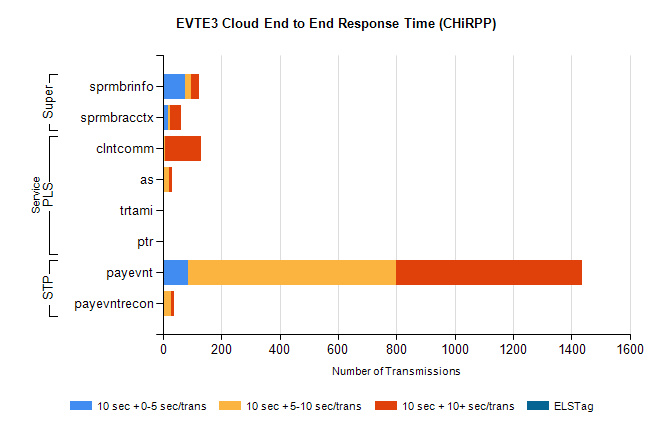 EVTE3 Cloud End to End Response Time (CHiRPP)
Service
Super
sprmbrinfo
sprmbracctx
PLS
clntcomm
as
trtami
ptr
STP
payevnt
payevntrecon
0 200 400 600 800 1000 1200 1400 1600
Number of Transmissions
10 sec +0-5 sec/trans 10 sec +5-10 sec/trans 10 sec + 10+ sec/trans ELSTag